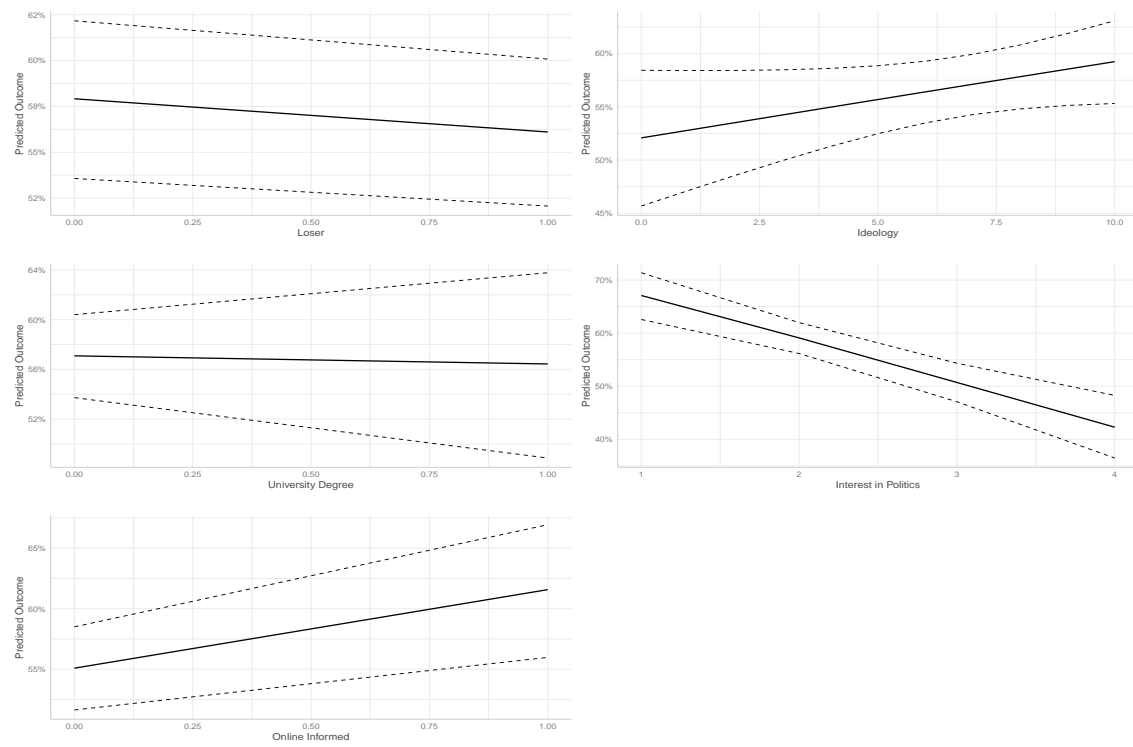 Predicted Outcome
62%
60%
58%
55%
52%
0.00 0.25 0.50 0.75 1.00
Loser
Predicted Outcome
60%
55%
50%
45%
0.0 2.5 5.0 7.5 10.0
Ideology
Predicted Outcome
64%
60%
56%
52%
0.00 0.25 0.50 0.75 1.00
University Degree
Predicted Outcome
70%
60%
50%
40%
1 2 3 4
Interest in Politics
Predicted Outcome
65%
60%
55%
0.00 0.25 0.50 0.75 1.00
Online Informed